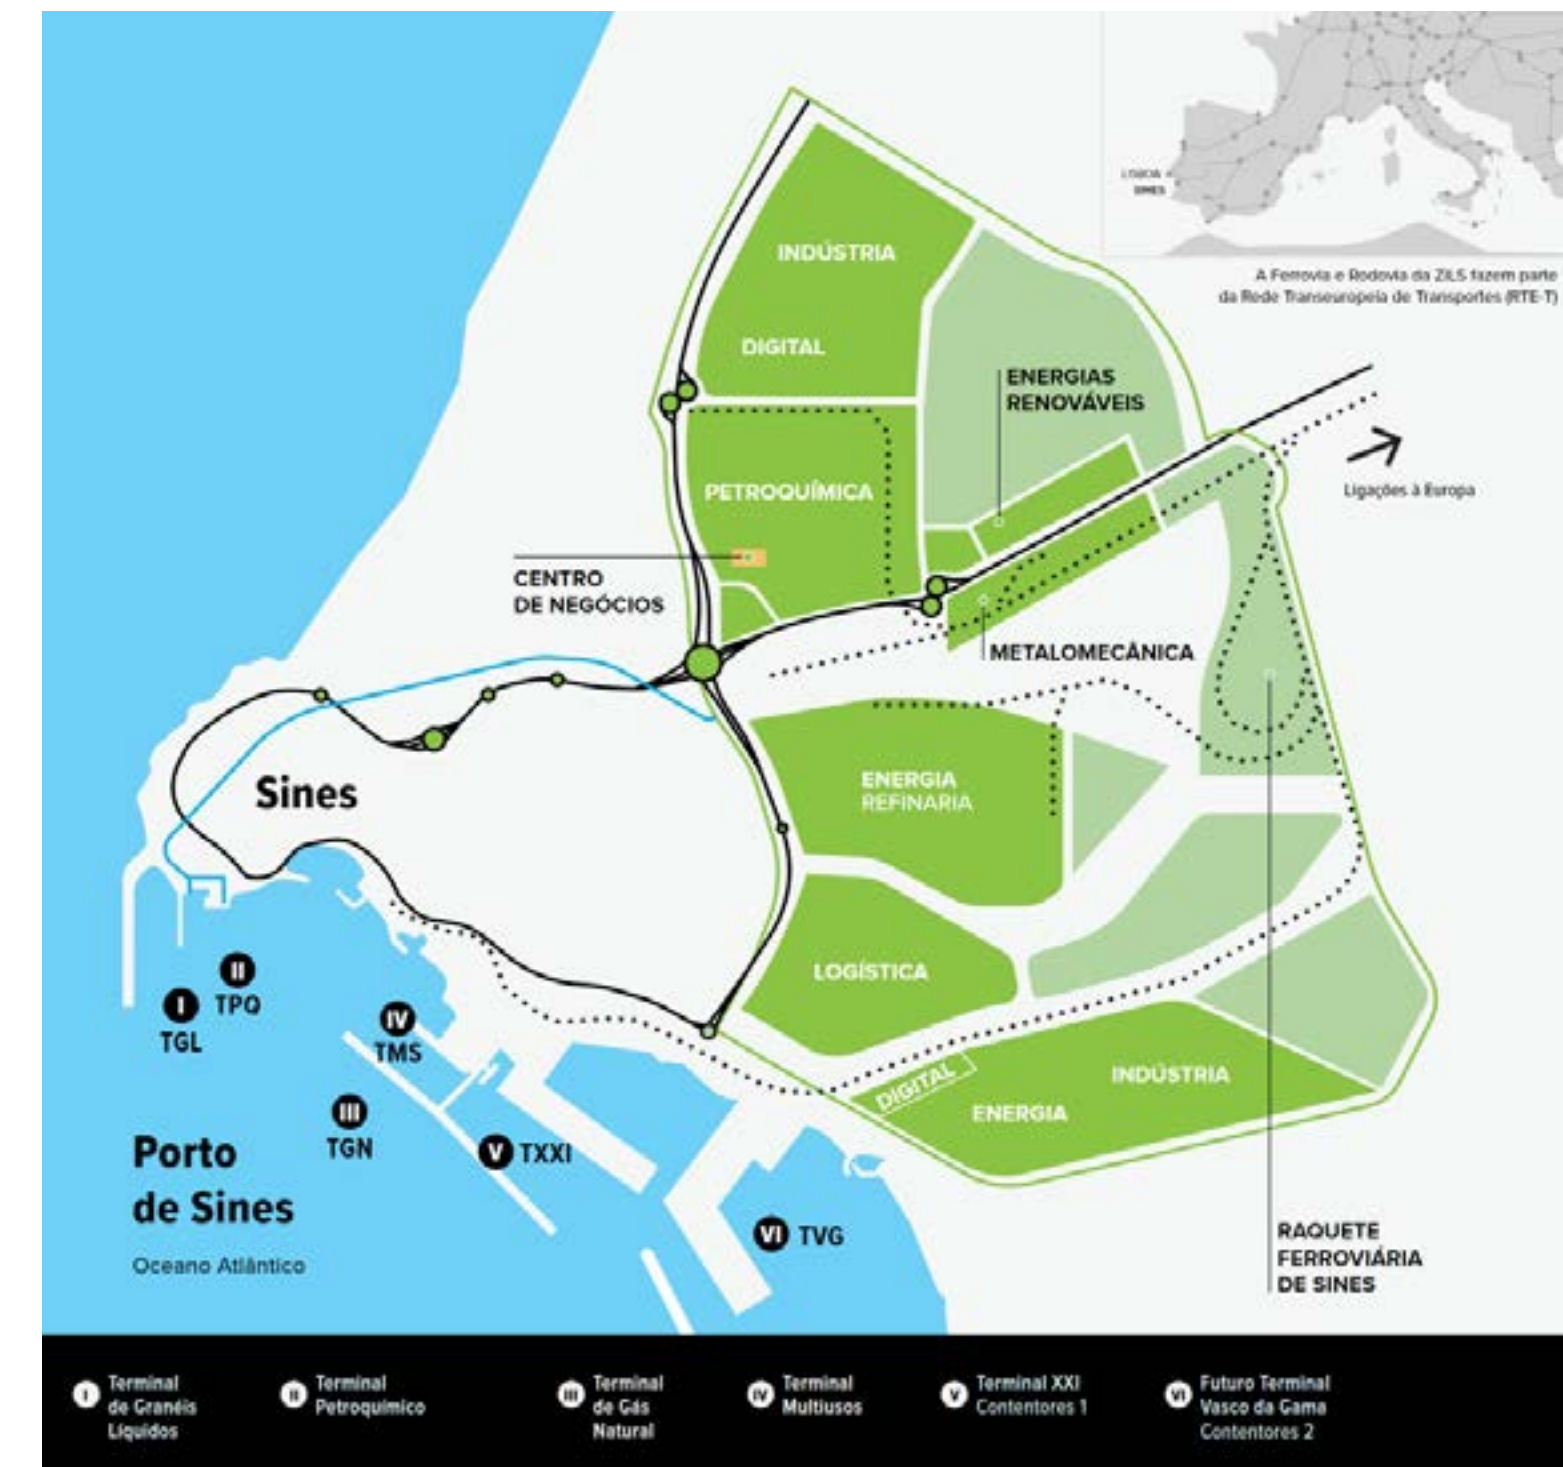 LISBOA
SINES
A Ferrovia e Rodovia da ZILS fazem parte
da Rede Transeuropeia de Transportes (RTE-T)
INDÚSTRIA
DIGITAL
ENERGIAS
RENOVÁVEIS
PETROQUÍMICA
Ligações à Europa
CENTRO
DE NEGÓCIOS
METALOMECÂNICA
Sines
ENERGIA
REFINARIA
LOGÍSTICA
II
TPQ
I
TGL
IV
TMS
DIGITAL
INDÚSTRIA
ENERGIA
III
TGN
V TXXI
Porto
de Sines
Oceano Atlântico
VI TVG
RAQUETE
FERROVIÁRIA
DE SINES
I Terminal
de Granéis
Líquidos
II Terminal
Petroquímico
III Terminal
de Gás
Natural
IV Terminal
Multiusos
V Terminal XXI
Contentores 1
VI Futuro Terminal
Vasco da Gama
Contentores 2